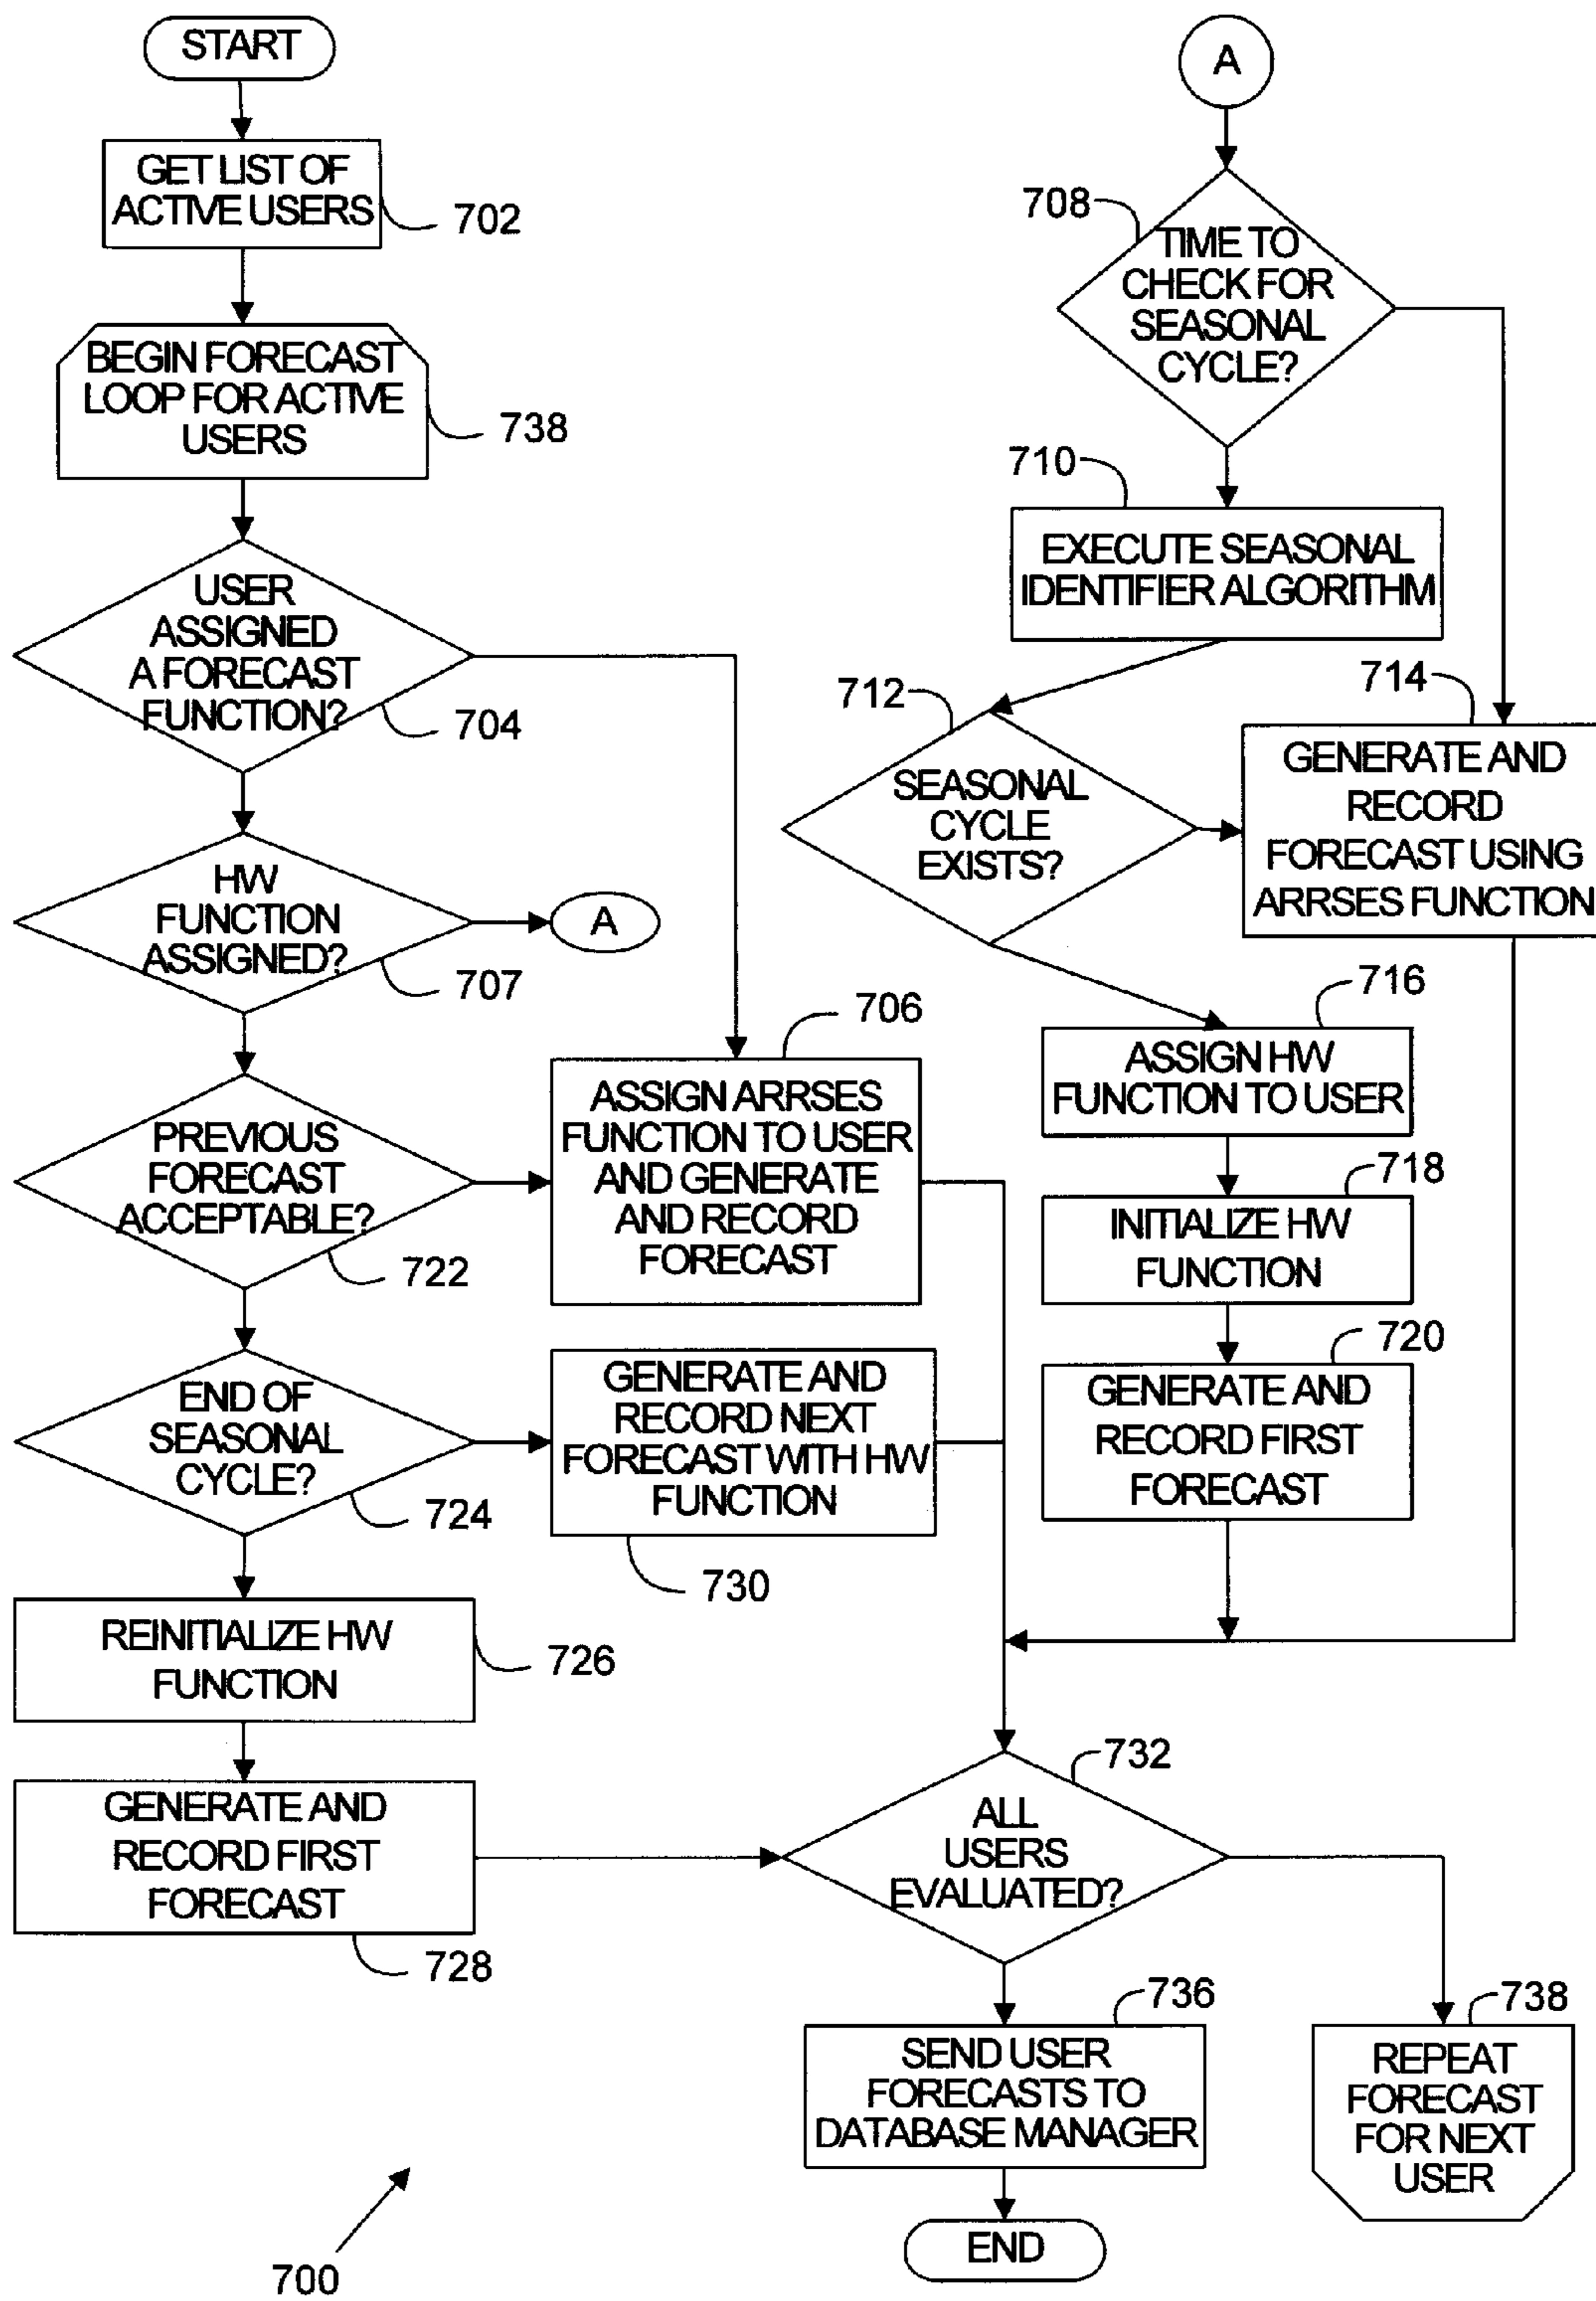 START
GET LIST OF
ACTIVE USERS
702
BEGIN FORECAST
LOOP FOR ACTIVE
USERS
738
USER
ASSIGNED
A FORECAST
FUNCTION?
704
HW
FUNCTION
ASSIGNED?
707
A
PREVIOUS
FORECAST
ACCEPTABLE?
722
706
ASSIGN ARRSES
FUNCTION TO USER
AND GENERATE
AND RECORD
FORECAST
END OF
SEASONAL
CYCLE?
724
GENERATE AND
RECORD NEXT
FORECAST WITH HW
FUNCTION
730
REINITIALIZE HW
FUNCTION
726
GENERATE AND
RECORD FIRST
FORECAST
728
A
708
TIME TO
CHECK FOR
SEASONAL
CYCLE?
710
EXECUTE SEASONAL
IDENTIFIER ALGORITHM
712
SEASONAL
CYCLE
EXISTS?
714
GENERATE AND
RECORD
FORECAST USING
ARRSES FUNCTION
716
ASSIGN HW
FUNCTION TO USER
718
INITIALIZE HW
FUNCTION
720
GENERATE AND
RECORD FIRST
FORECAST
732
ALL
USERS
EVALUATED?
736
SEND USER
FORECASTS TO
DATABASE MANAGER
738
REPEAT
FORECAST
FOR NEXT
USER
END
700